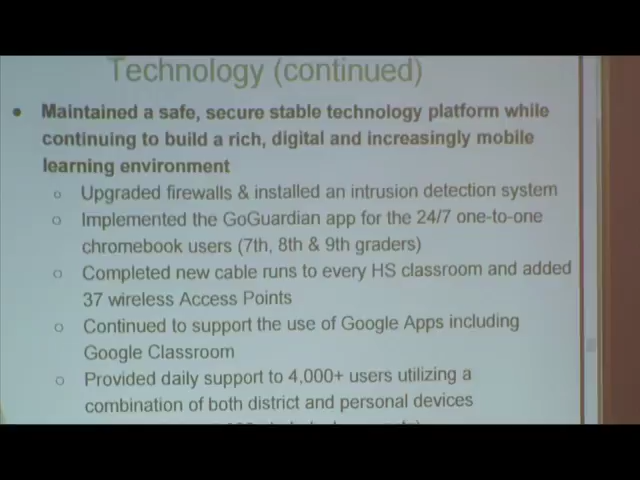 Technology (continued)
● Maintained a safe, secure stable technology platform while
continuing to build a rich, digital and increasingly mobile
learning environment
○ Upgraded firewalls & installed an intrusion detection system
○ Implemented the GoGuardian app for the 24/7 one-to-one
chromebook users (7th, 8th & 9th graders)
○ Completed new cable runs to every HS classroom and added
37 wireless Access Points
○ Continued to support the use of Google Apps including
Google Classroom
○ Provided daily support to 4,000+ users utilizing a
combination of both district and personal devices